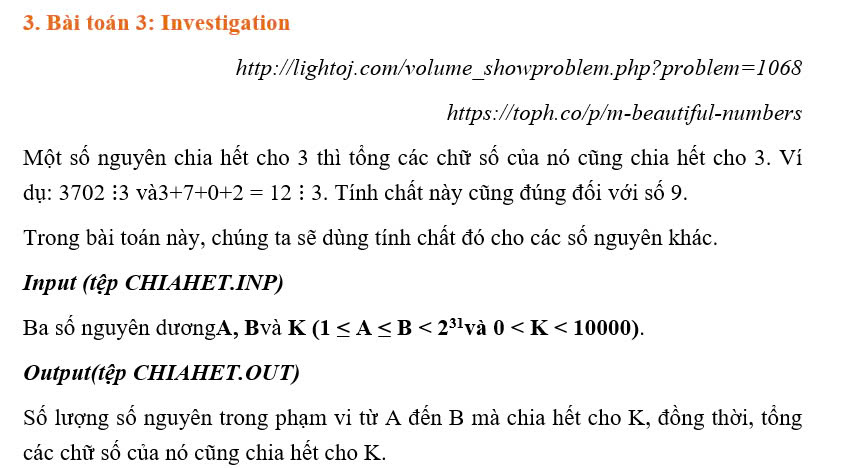 3. Bài toán 3: Investigation
http://lightoj.com/volume_showproblem.php?problem=1068
https://toph.co/p/m-beautiful-numbers
Một số nguyên chia hết cho 3 thì tổng các chữ số của nó cũng chia hết cho 3. Ví
dụ: 3702 ⋮3 và3+7+0+2 = 12 ⋮ 3. Tính chất này cũng đúng đối với số 9.
Trong bài toán này, chúng ta sẽ dùng tính chất đó cho các số nguyên khác.
Input (tệp CHIAHET.INP)
Ba số nguyên dươngA, Bvà K (1 ≤ A ≤ B < 2³¹và 0 < K < 10000).
Output(tệp CHIAHET.OUT)
Số lượng số nguyên trong phạm vi từ A đến B mà chia hết cho K, đồng thời, tổng
các chữ số của nó cũng chia hết cho K.